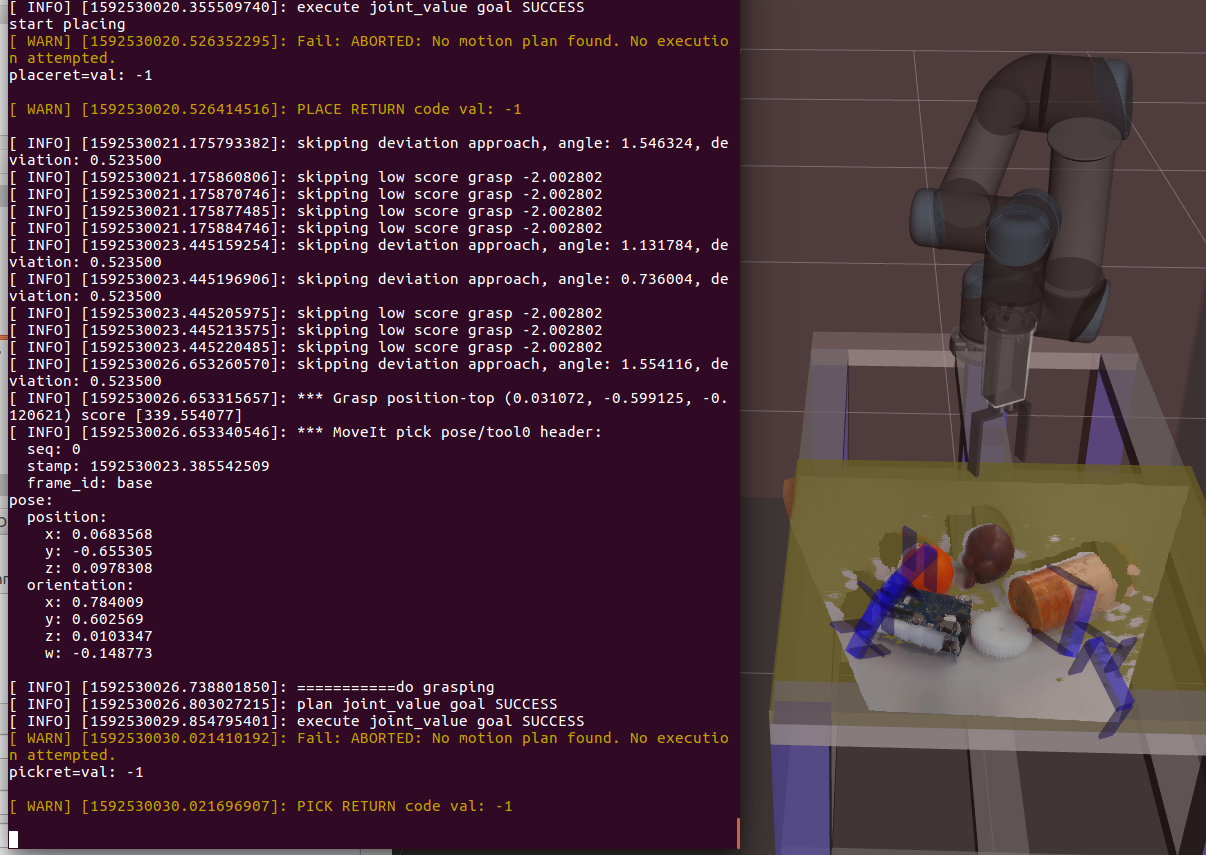 [ INFO] [1592530020.355509740]: execute joint_value goal SUCCESS
start placing
[ WARN] [1592530020.526352295]: Fail: ABORTED: No motion plan found. No executio
n attempted.
placeret=val: -1
[ WARN] [1592530020.526414516]: PLACE RETURN code val: -1
[ INFO] [1592530021.175793382]: skipping deviation approach, angle: 1.546324, de
viation: 0.523500
[ INFO] [1592530021.175860806]: skipping low score grasp -2.002802
[ INFO] [1592530021.175870746]: skipping low score grasp -2.002802
[ INFO] [1592530021.175877485]: skipping low score grasp -2.002802
[ INFO] [1592530021.175884746]: skipping low score grasp -2.002802
[ INFO] [1592530023.445159254]: skipping deviation approach, angle: 1.131784, de
viation: 0.523500
[ INFO] [1592530023.445196906]: skipping deviation approach, angle: 0.736004, de
viation: 0.523500
[ INFO] [1592530023.445205975]: skipping low score grasp -2.002802
[ INFO] [1592530023.445213575]: skipping low score grasp -2.002802
[ INFO] [1592530023.445220485]: skipping low score grasp -2.002802
[ INFO] [1592530026.653260570]: skipping deviation approach, angle: 1.554116, de
viation: 0.523500
[ INFO] [1592530026.653315657]: *** Grasp position-top (0.031072, -0.599125, -0.
120621) score [339.554077]
[ INFO] [1592530026.653340546]: *** MoveIt pick pose/tool0 header:
  seq: 0
  stamp: 1592530023.385542509
  frame_id: base
pose:
  position:
    x: 0.0683568
    y: -0.655305
    z: 0.0978308
  orientation:
    x: 0.784009
    y: 0.602569
    z: 0.0103347
    w: -0.148773
[ INFO] [1592530026.738801850]: ===========do grasping
[ INFO] [1592530026.803027215]: plan joint_value goal SUCCESS
[ INFO] [1592530029.854795401]: execute joint_value goal SUCCESS
[ WARN] [1592530030.021410192]: Fail: ABORTED: No motion plan found. No executio
n attempted.
pickret=val: -1
[ WARN] [1592530030.021696907]: PICK RETURN code val: -1